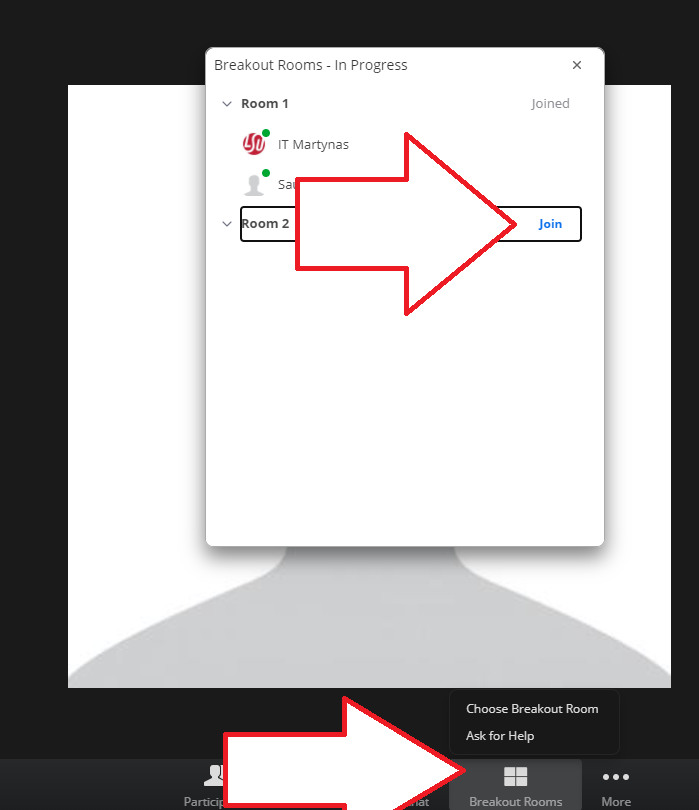 Breakout Rooms - In Progress
Room 1 Joined
IT Martynas
Room 2 Join
Choose Breakout Room
Ask for Help
Breakout Rooms
More